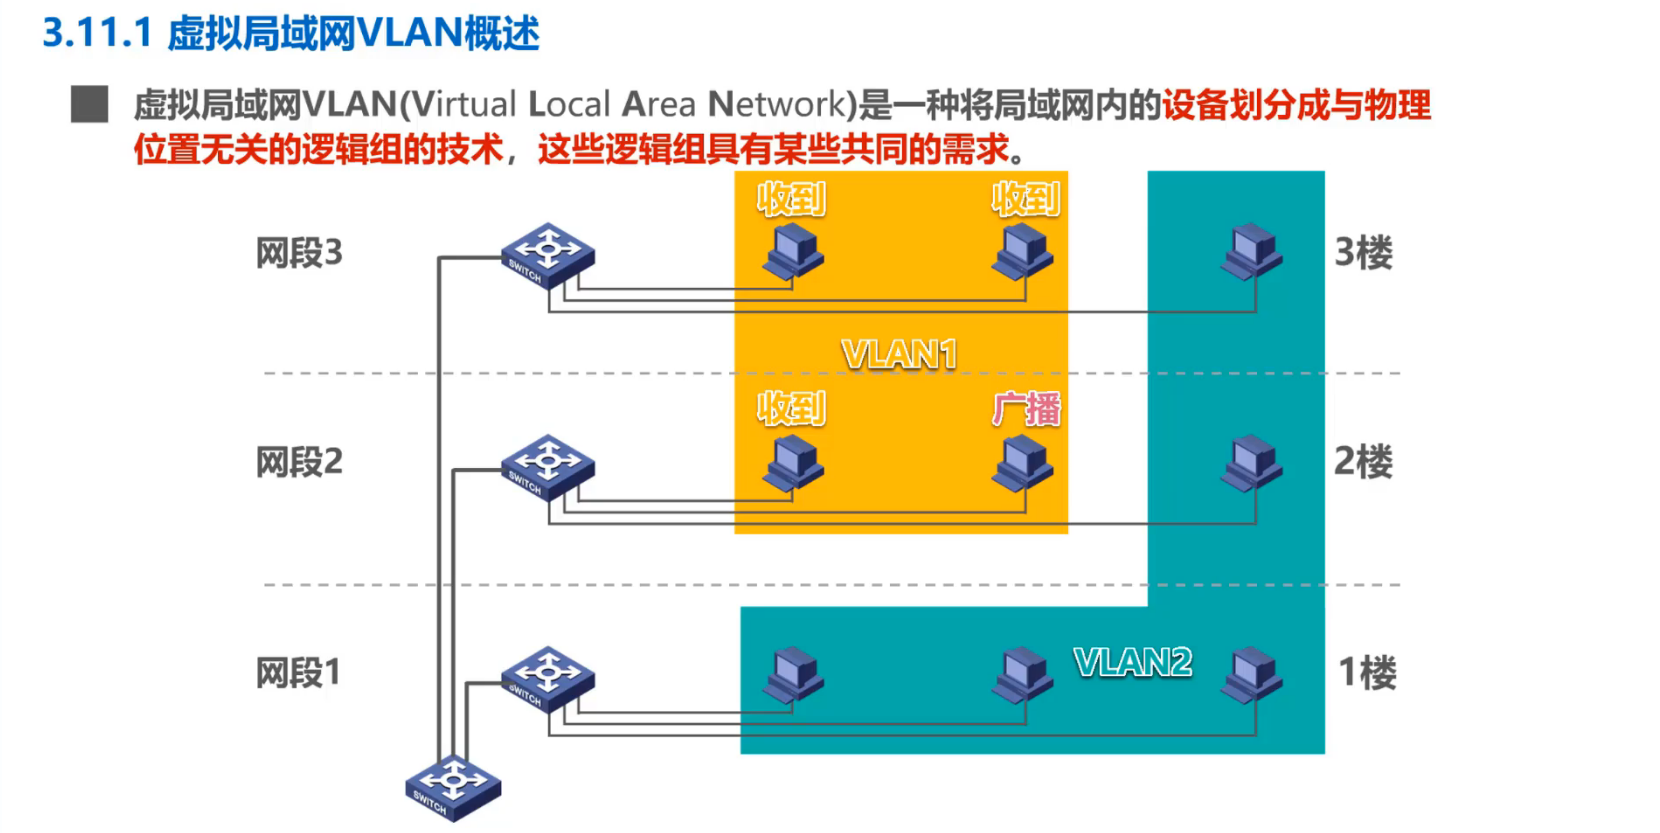 3.11.1 虚拟局域网VLAN概述
虚拟局域网VLAN(Virtual Local Area Network)是一种将局域网内的设备划分成与物理
位置无关的逻辑组的技术，这些逻辑组具有某些共同的需求。
收到 收到
网段3 SWITCH 3楼
VLAN1
收到 广播
网段2 SWITCH 2楼
网段1 SWITCH VLAN2 1楼
SWITCH